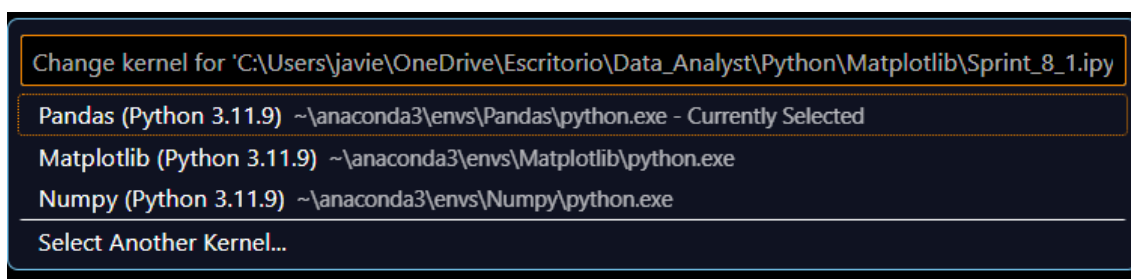 Change kernel for 'C:\Users\javie\OneDrive\Escritorio\Data_Analyst\Python\Matplotlib\Sprint_8_1.ipy
Pandas (Python 3.11.9) ~\anaconda3\envs\Pandas\python.exe - Currently Selected
Matplotlib (Python 3.11.9) ~\anaconda3\envs\Matplotlib\python.exe
Numpy (Python 3.11.9) ~\anaconda3\envs\Numpy\python.exe
Select Another Kernel...